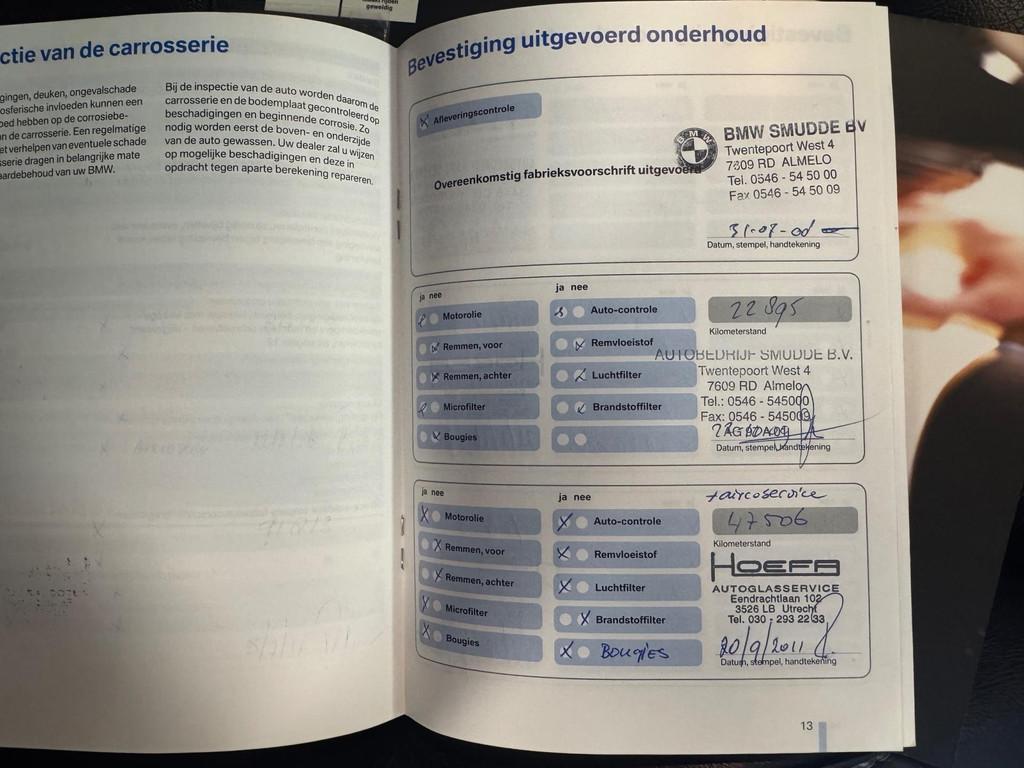 geweldig
ctie van de carrosserie
gingen, deuken, ongevalschade
osferische invloeden kunnen een
oed hebben op de corrosiebe-
n de carrosserie. Een regelmatige
et verhelpen van eventuele schade
sserie dragen in belangrijke mate
aardebehoud van uw BMW.
Bij de inspectie van de auto worden daarom de
carrosserie en de bodemplaat gecontroleerd op
beschadigingen en beginnende corrosie. Zo
nodig worden eerst de boven- en onderzijde
van de auto gewassen. Uw dealer zal u wijzen
op mogelijke beschadigingen en deze in
opdracht tegen aparte berekening repareren.
Bevestiging uitgevoerd onderhoud
Afleveringscontrole
Overeenkomstig fabrieksvoorschrift uitgevoerd
BMW
BMW SMUDDE BV
Twentepoort West 4
7609 RD ALMELO
Tel. 0546 - 54 50 00
Fax 0546 - 54 50 09
Datum, stempel, handtekening
ja nee
Motorolie
Remmen, voor
Remmen, achter
Microfilter
Bougies
ja nee
Auto-controle
Remvloeistof
Luchtfilter
Brandstoffilter
22895
Kilometerstand
AUTOBEDRIJF SMUDDE B.V.
Twentepoort West 4
7609 RD Almelo
Tel.: 0546 - 545000
Fax: 0546 - 545009
Datum, stempel, handtekening
ja nee
Motorolie
Remmen, voor
Remmen, achter
Microfilter
Bougies
ja nee
Auto-controle
Remvloeistof
Luchtfilter
Brandstoffilter
BOUGIES
+aircoservice
47506
Kilometerstand
HOEFA
AUTOGLASSERVICE
Eendrachtlaan 102
3526 LB Utrecht
Tel. 030 - 293 22 33
20/9/2011
Datum, stempel, handtekening
13